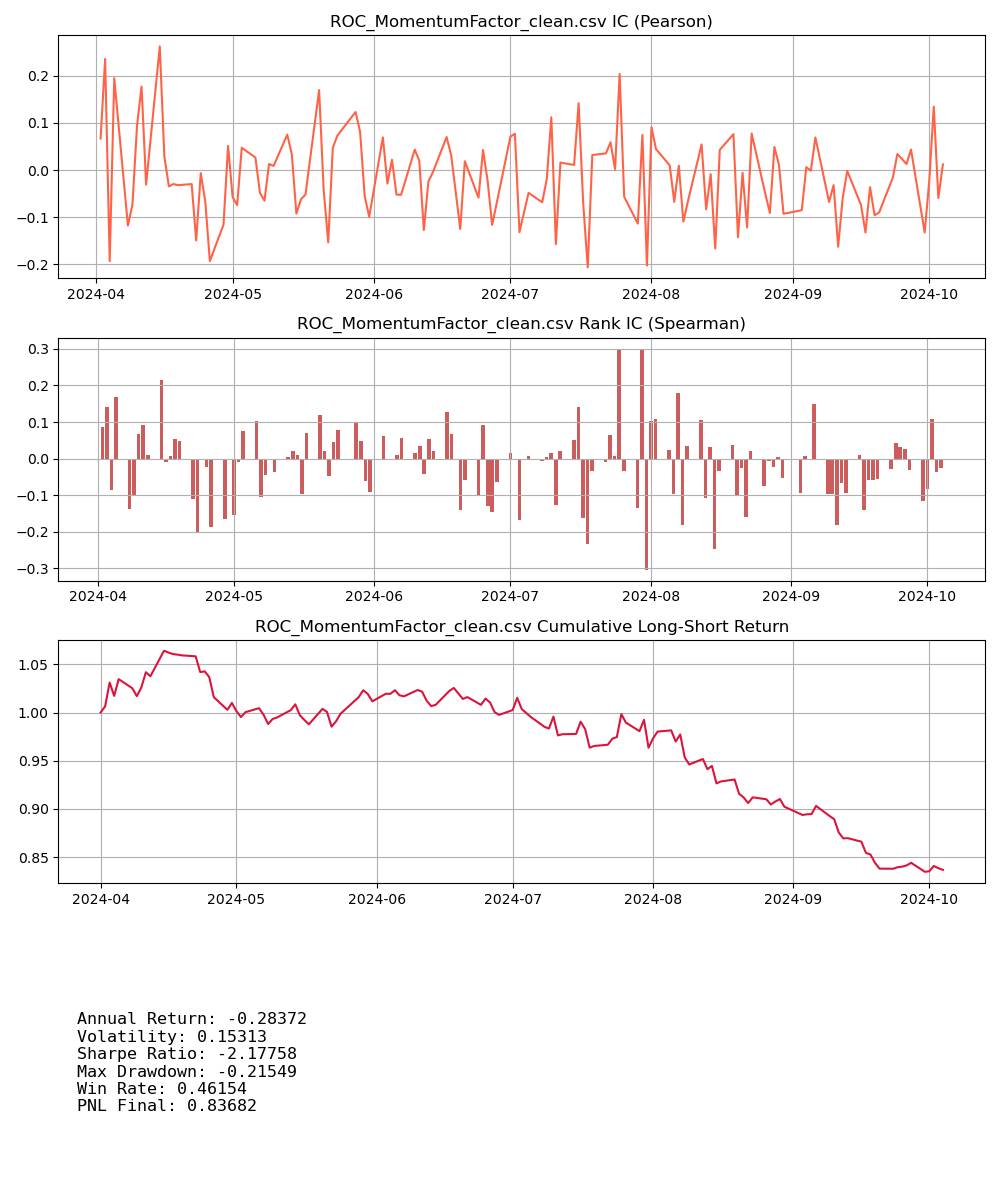 ROC_MomentumFactor_clean.csv IC (Pearson)
0.2
0.1
0.0
−0.1
−0.2
2024-04 2024-05 2024-06 2024-07 2024-08 2024-09 2024-10
ROC_MomentumFactor_clean.csv Rank IC (Spearman)
0.3
0.2
0.1
0.0
−0.1
−0.2
−0.3
2024-04 2024-05 2024-06 2024-07 2024-08 2024-09 2024-10
ROC_MomentumFactor_clean.csv Cumulative Long-Short Return
1.05
1.00
0.95
0.90
0.85
2024-04 2024-05 2024-06 2024-07 2024-08 2024-09 2024-10
Annual Return: -0.28372
Volatility: 0.15313
Sharpe Ratio: -2.17758
Max Drawdown: -0.21549
Win Rate: 0.46154
PNL Final: 0.83682